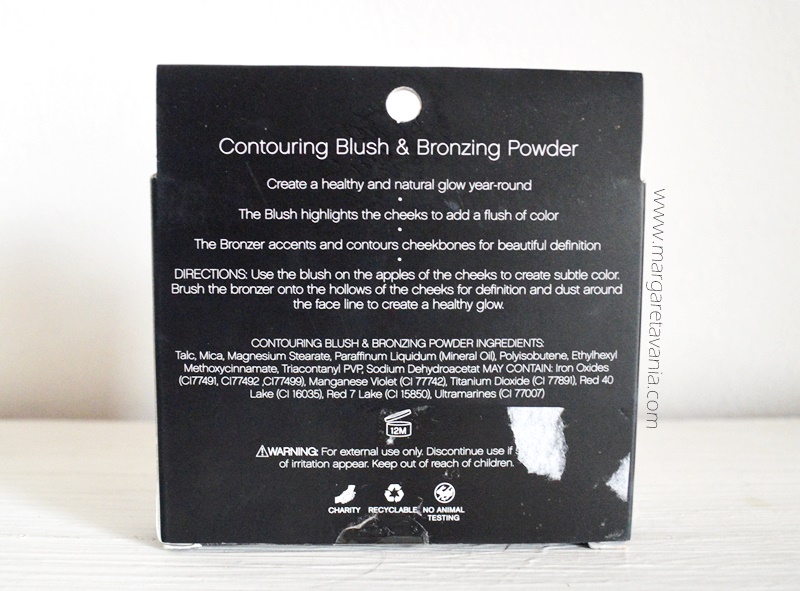 Contouring Blush & Bronzing Powder
Create a healthy and natural glow year-round
•
The Blush highlights the cheeks to add a flush of color
•
The Bronzer accents and contours cheekbones for beautiful definition
DIRECTIONS: Use the blush on the apples of the cheeks to create subtle color.
Brush the bronzer onto the hollows of the cheeks for definition and dust around
the face line to create a healthy glow.
CONTOURING BLUSH & BRONZING POWDER INGREDIENTS:
Talc, Mica, Magnesium Stearate, Paraffinum Liquidum (Mineral Oil), Polyisobutene, Ethylhexyl
Methoxycinnamate, Triacontanyl PVP, Sodium Dehydroacetat MAY CONTAIN: Iron Oxides
(CI77491, CI77492 ,CI77499), Manganese Violet (CI 77742), Titanium Dioxide (CI 77891), Red 40
Lake (CI 16035), Red 7 Lake (CI 15850), Ultramarines (CI 77007)
12M
WARNING: For external use only. Discontinue use if
of irritation appear. Keep out of reach of children.
CHARITY RECYCLABLE NO ANIMAL
TESTING
www.margaretavania.com